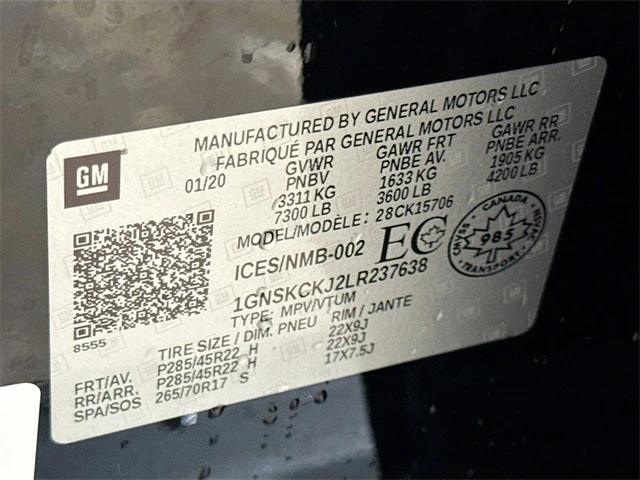 GM
MANUFACTURED BY GENERAL MOTORS LLC
FABRIQUÉ PAR GENERAL MOTORS LLC
01/20 GVWR GAWR FRT GAWR RR
PNBV PNBE AV. PNBE ARR.
3311 KG 1633 KG 1905 KG
7300 LB 3600 LB 4200 LB
MODEL/MODÈLE: 28CK15706
ICES/NMB-002 EC
CANADA
CMVSS 985 NSVAC
TRANSPORT
1GNSKCKJ2LR237638
TYPE: MPV/VTUM
8555
TIRE SIZE / DIM. PNEU RIM / JANTE
FRT/AV. P285/45R22 H 22X9J
RR/ARR. P285/45R22 H 22X9J
SPA/SOS 265/70R17 S 17X7.5J